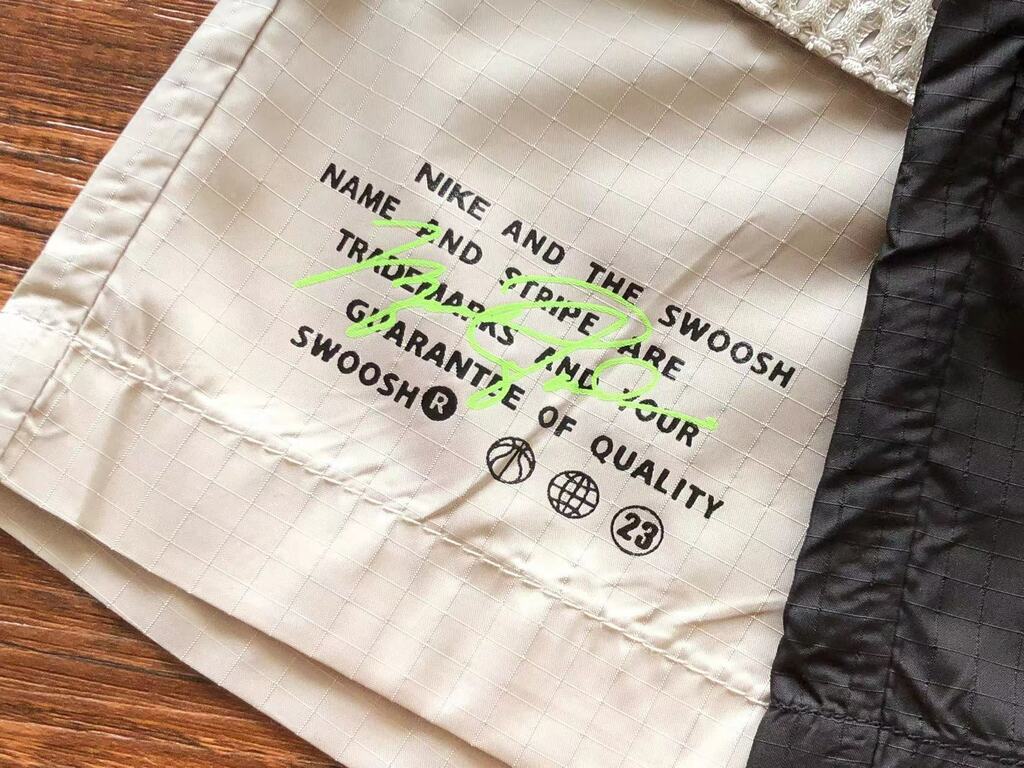 NIKE AND THE SWOOSH
NAME AND STRIPE ARE
TRADEMARKS AND YOUR
GUARANTEE OF QUALITY
SWOOSH®
23